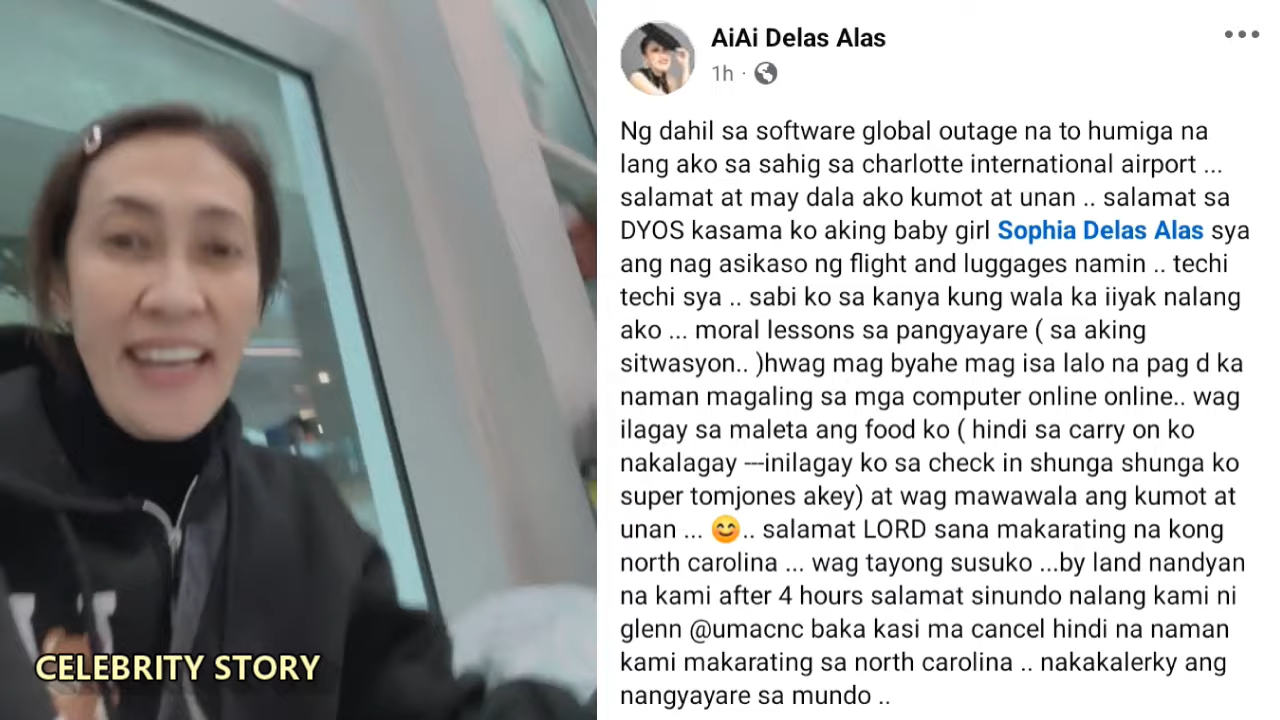 AiAi Delas Alas
1h ·
Ng dahil sa software global outage na to humiga na
lang ako sa sahig sa charlotte international airport ...
salamat at may dala ako kumot at unan .. salamat sa
DYOS kasama ko aking baby girl Sophia Delas Alas sya
ang nag asikaso ng flight and luggages namin .. techi
techi sya .. sabi ko sa kanya kung wala ka iiyak nalang
ako ... moral lessons sa pangyayare ( sa aking
sitwasyon.. )hwag mag byahe mag isa lalo na pag d ka
naman magaling sa mga computer online online.. wag
ilagay sa maleta ang food ko ( hindi sa carry on ko
nakalagay ---inilagay ko sa check in shunga shunga ko
super tomjones akey) at wag mawawala ang kumot at
unan ... 😊.. salamat LORD sana makarating na kong
north carolina ... wag tayong susuko ...by land nandyan
na kami after 4 hours salamat sinundo nalang kami ni
glenn @umacnc baka kasi ma cancel hindi na naman
kami makarating sa north carolina .. nakakalerky ang
nangyayare sa mundo ..
CELEBRITY STORY